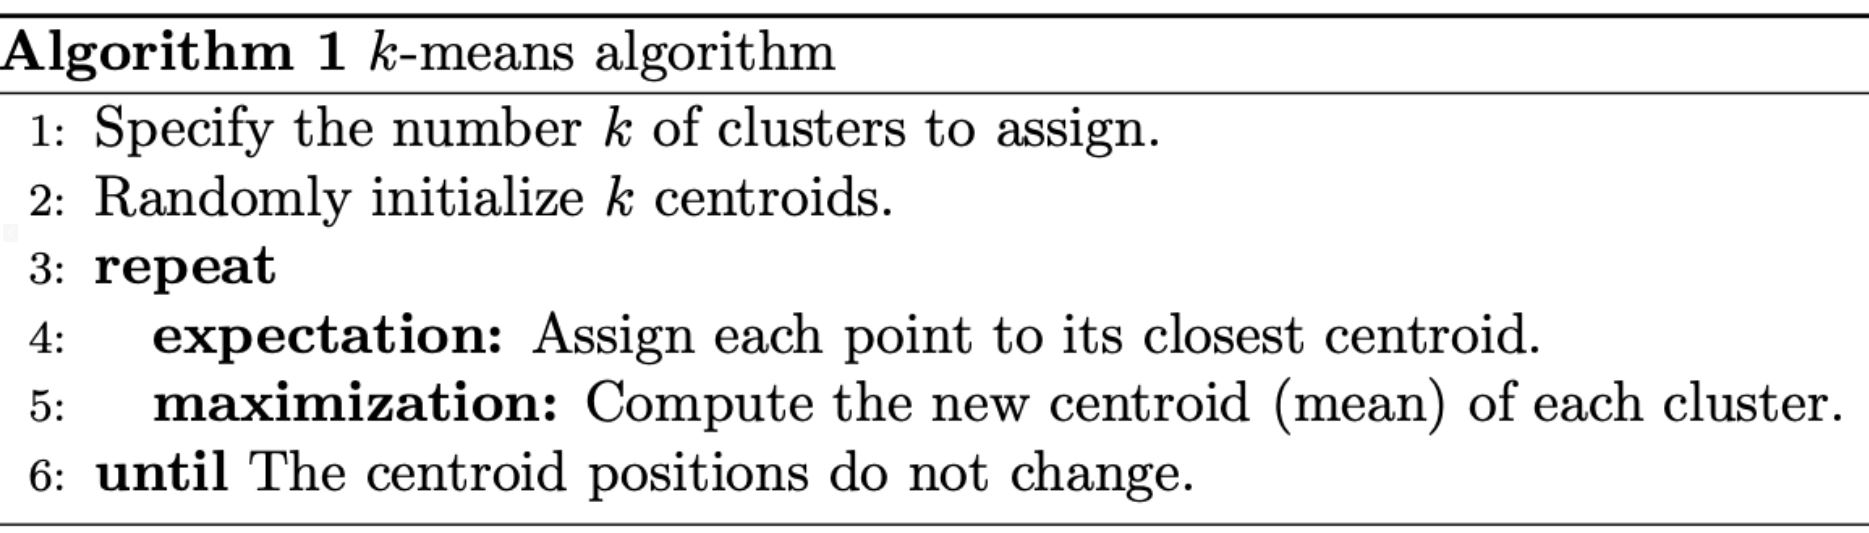 Algorithm 1 k-means algorithm
1: Specify the number k of clusters to assign.
2: Randomly initialize k centroids.
3: repeat
4: expectation: Assign each point to its closest centroid.
5: maximization: Compute the new centroid (mean) of each cluster.
6: until The centroid positions do not change.